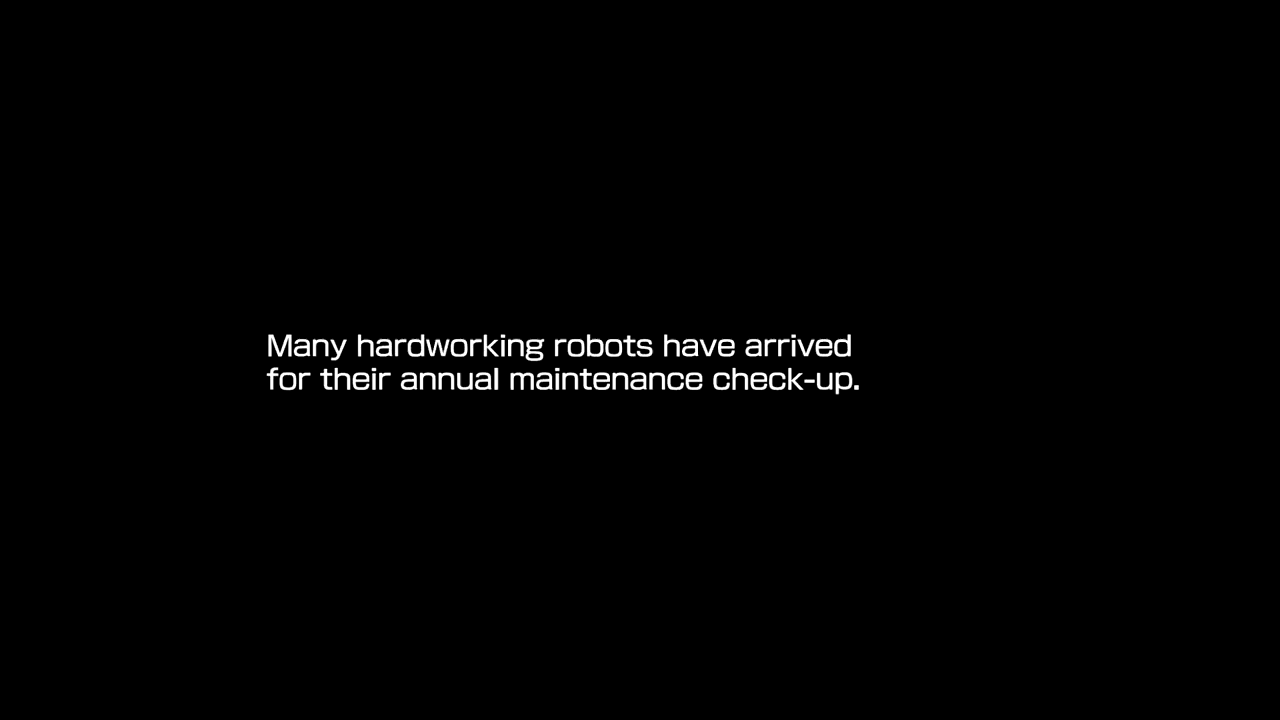 Many hardworking robots have arrived
for their annual maintenance check-up.